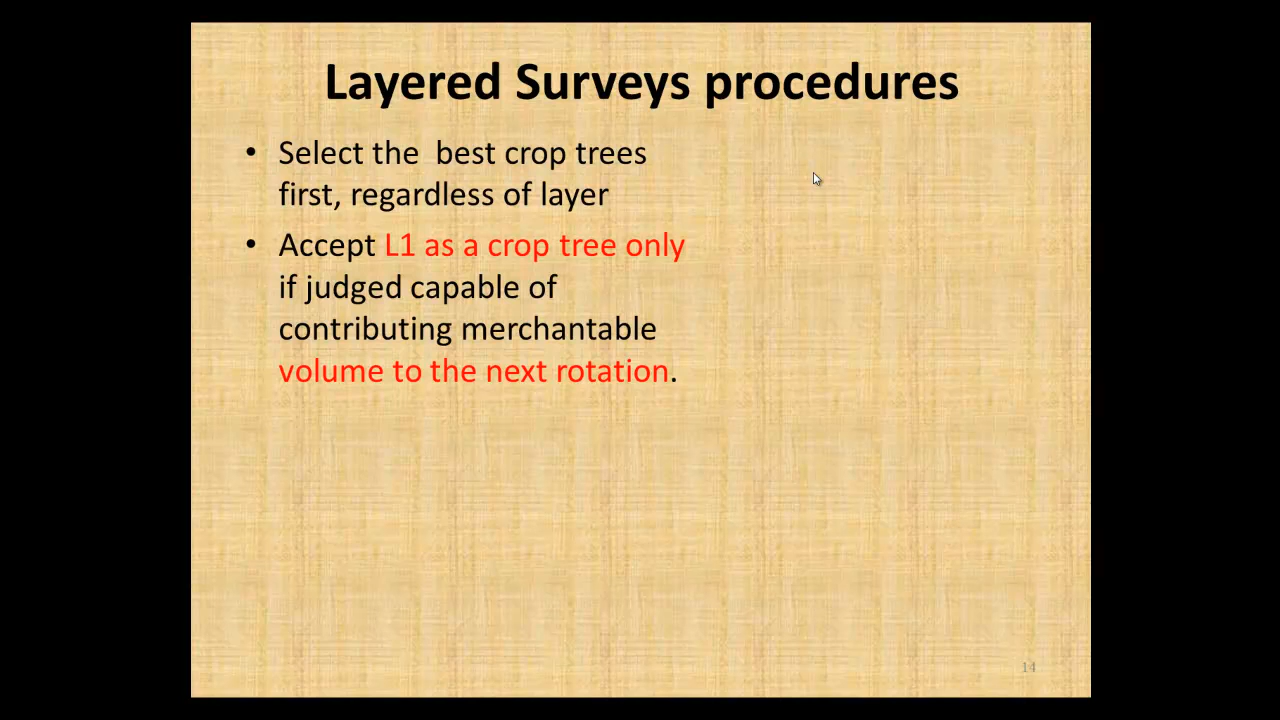 Layered Surveys procedures
• Select the  best crop trees
first, regardless of layer
• Accept L1 as a crop tree only
if judged capable of
contributing merchantable
volume to the next rotation.
14